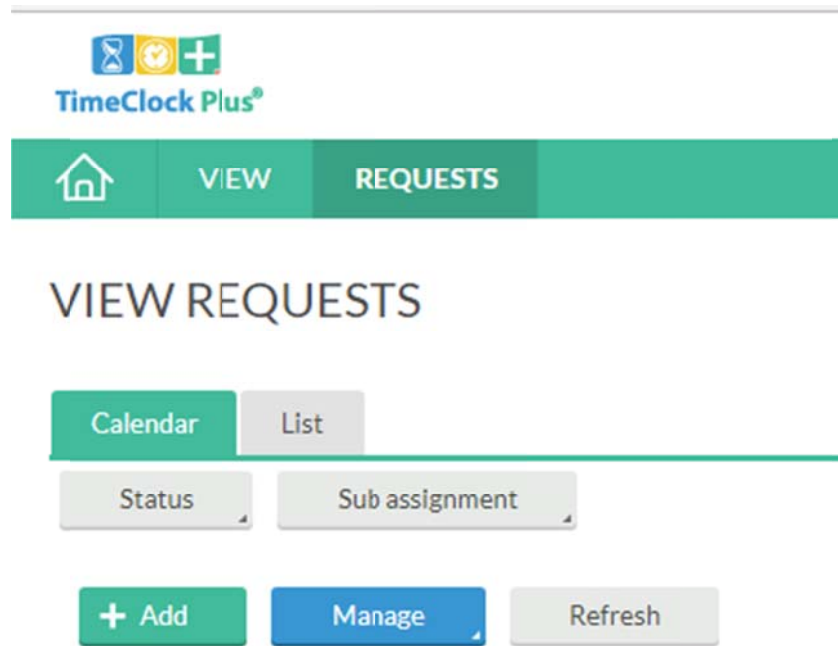 TimeClock Plus®
VIEW REQUESTS
VIEW REQUESTS
Calendar List
Status Sub assignment
+ Add Manage Refresh